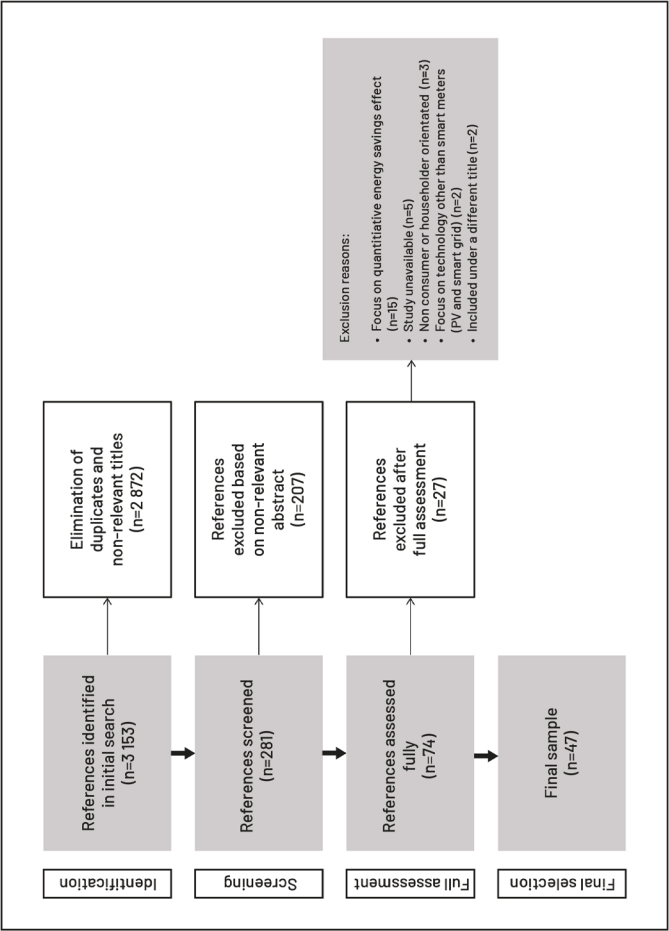 Identification
References identified
in initial search
(n=3 153)
Elimination of
duplicates and
non-relevant titles
(n=2 872)
Screening
References screened
(n=281)
References
excluded based
on non-relevant
abstract
(n=207)
Full assessment
References assessed
fully
(n=74)
References
excluded after
full assessment
(n=27)
Exclusion reasons:
• Focus on quantitiative energy savings effect
(n=15)
• Study unavailable (n=5)
• Non consumer or householder orientated (n=3)
• Focus on technology other than smart meters
(PV and smart grid) (n=2)
• Included under a different title (n=2)
Final selection
Final sample
(n=47)